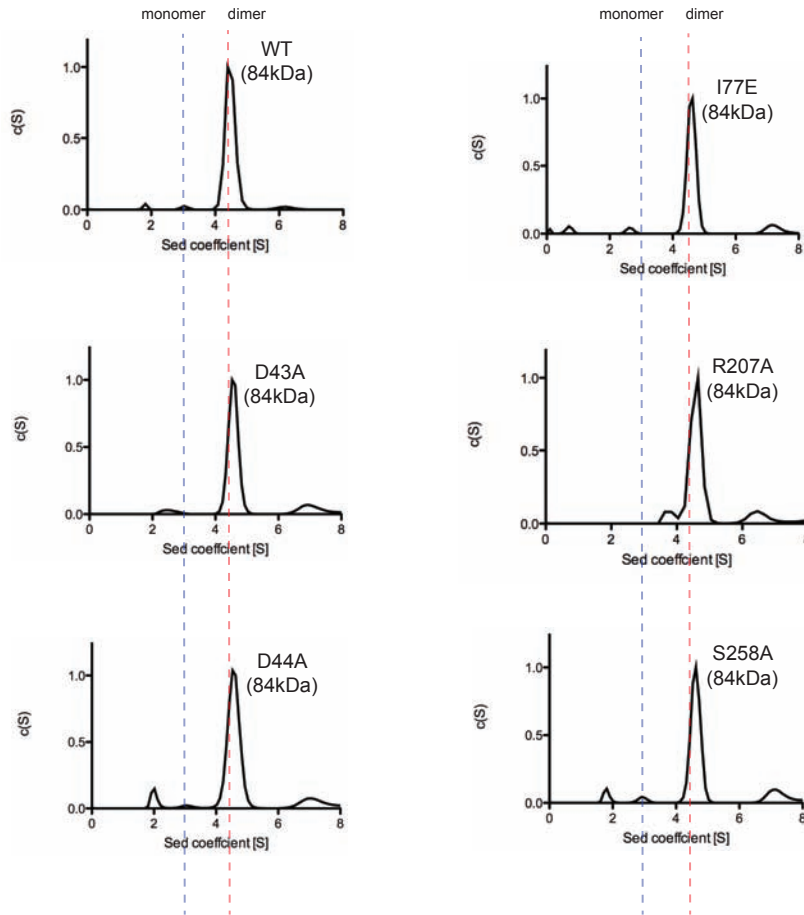 monomer dimer
WT
(84kDa)
1.0
0.5
0.0
c(S)
0 2 4 6 8
Sed coeffcient [S]
D43A
(84kDa)
1.0
0.5
0.0
c(S)
0 2 4 6 8
Sed coeffcient [S]
D44A
(84kDa)
1.0
0.5
0.0
c(S)
0 2 4 6 8
Sed coeffcient [S]
monomer dimer
I77E
(84kDa)
1.0
0.5
0.0
c(S)
0 2 4 6 8
Sed coeffcient [S]
R207A
(84kDa)
1.0
0.5
0.0
c(S)
0 2 4 6 8
Sed coeffcient [S]
S258A
(84kDa)
1.0
0.5
0.0
c(S)
0 2 4 6 8
Sed coeffcient [S]